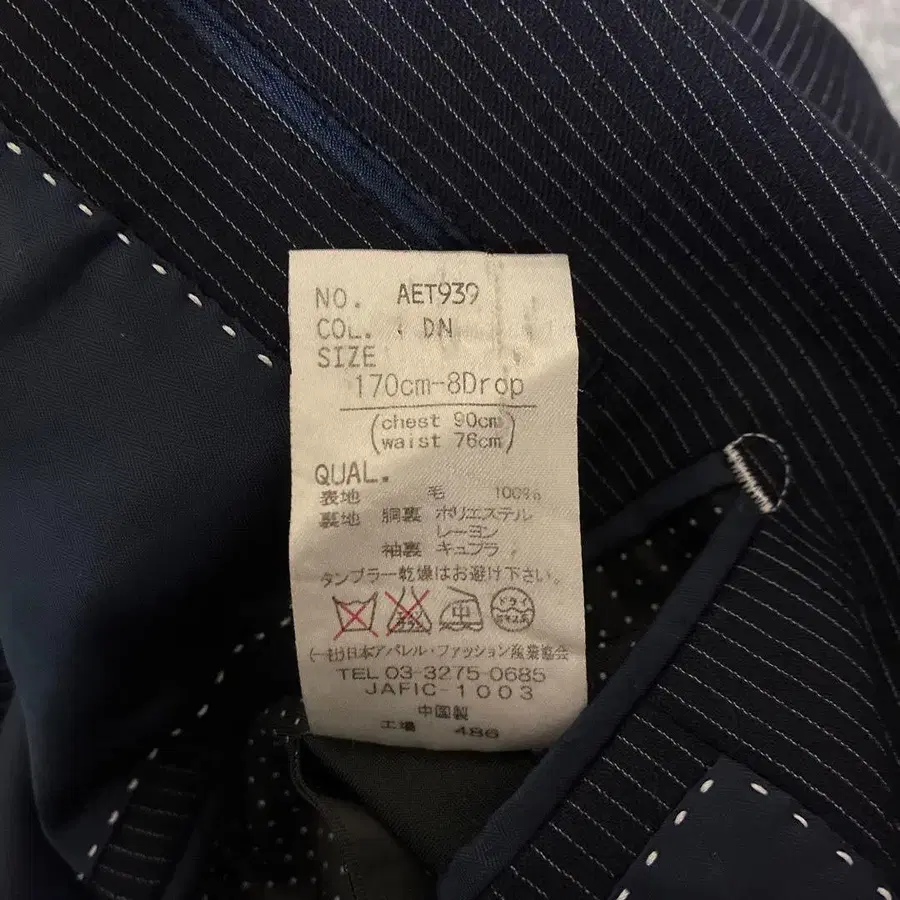 NO. AET939
COL. DN
SIZE
170cm-8Drop
(chest 90cm
waist 76cm)
QUAL.
表地 毛 100%
裏地 胴裏 ポリエステル
レーヨン
袖裏 キュプラ
タンブラー乾燥はお避け下さい。
中 ドライ
(一社)日本アパレル・ファッション産業協会
TEL 03-3275-0685
JAFIC-1003
中国製
工場 486